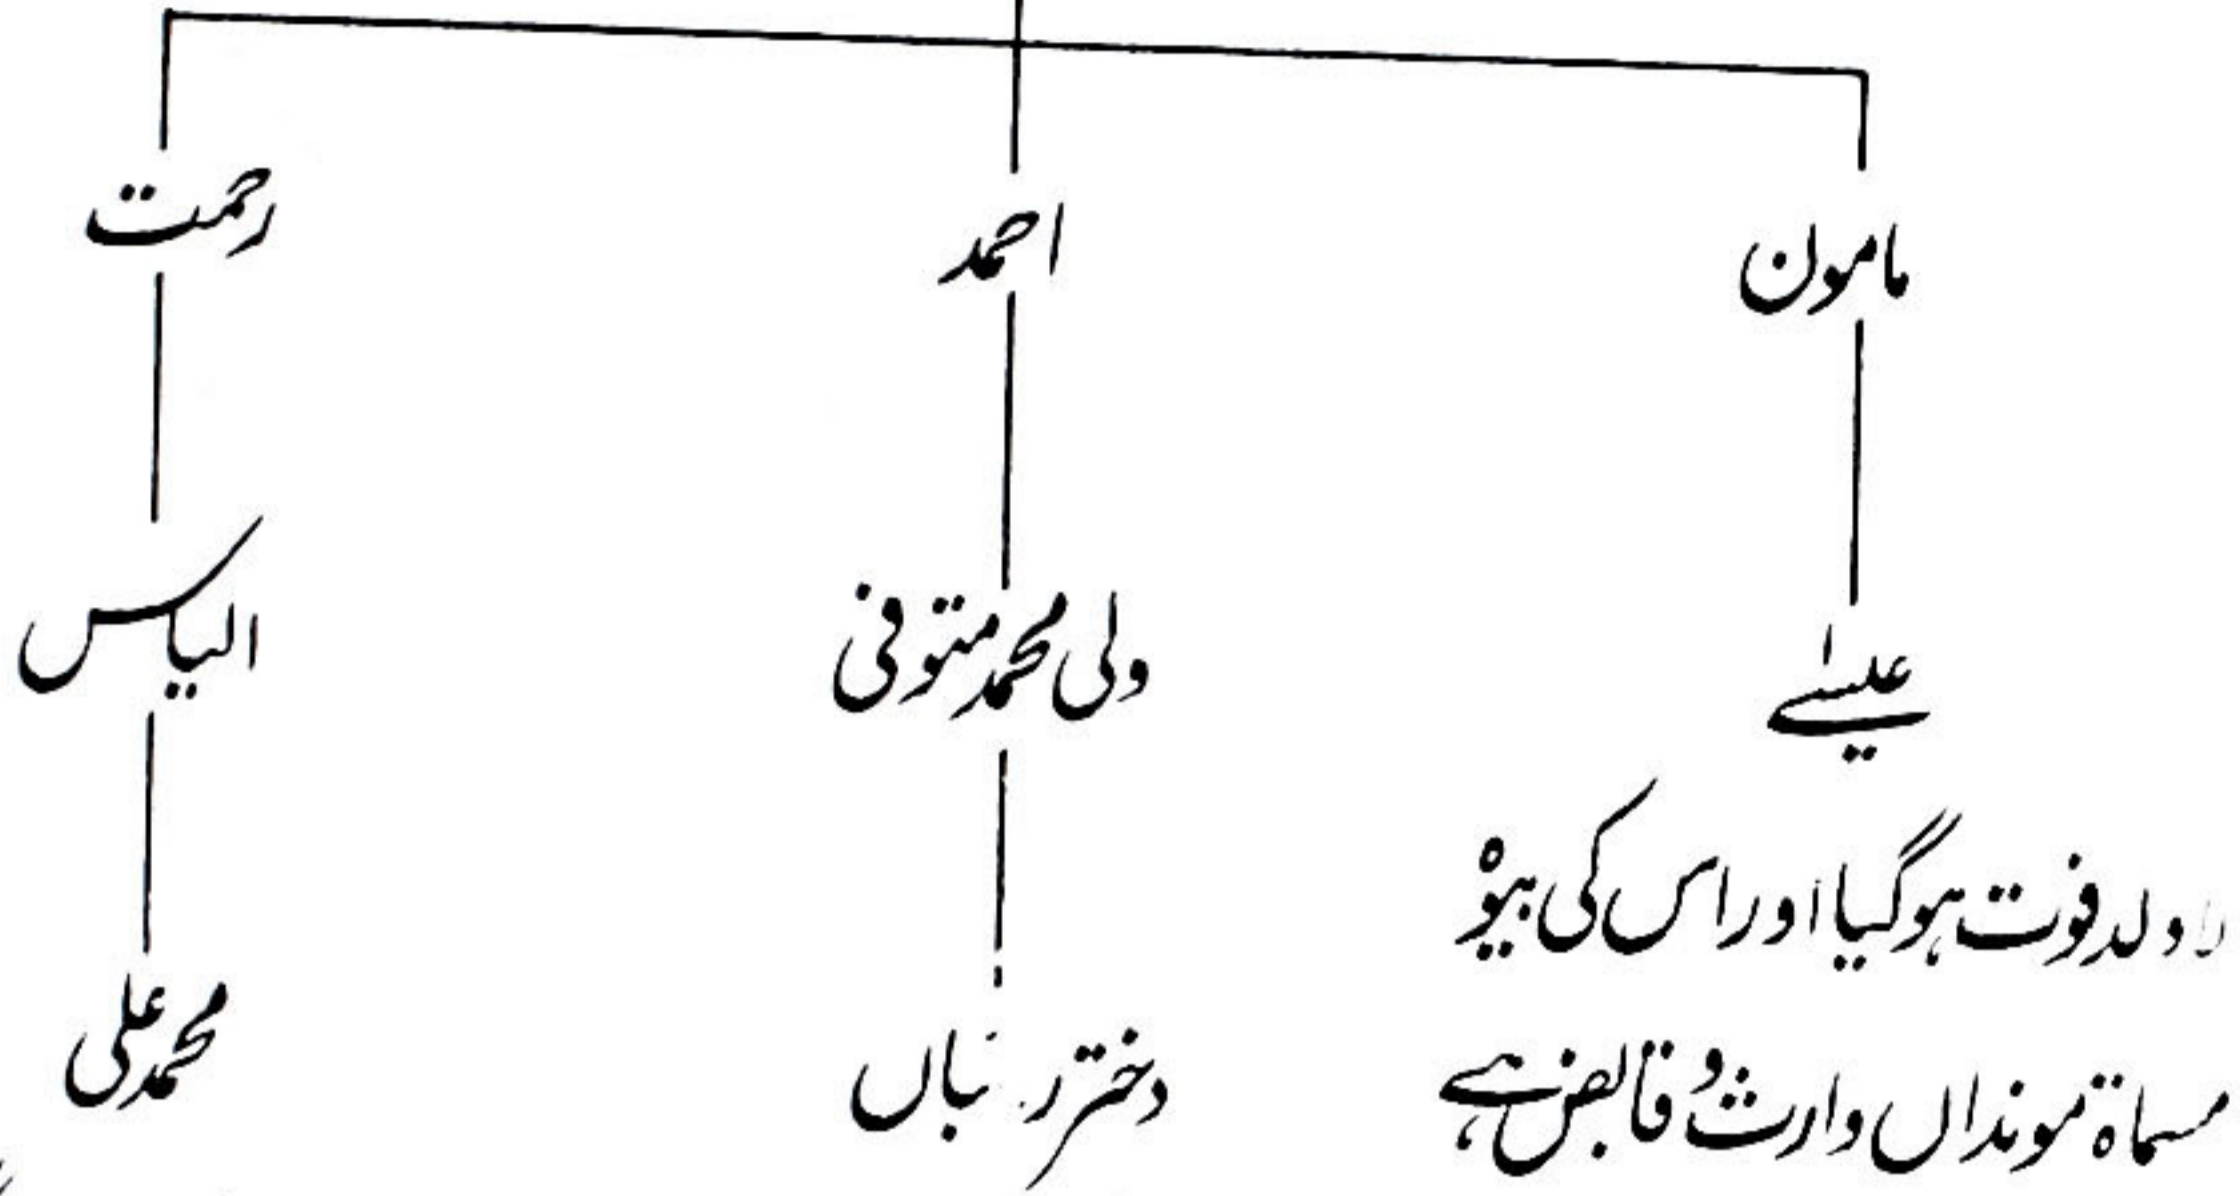 مامون
احمد
رحمت
عیسےٰ
ولی محمد متوفی
الیاس
لاولد فوت ہوگیا اور اس کی بیوہ
مسماۃ مونداں وارث و قابض ہے
دختر
محمد علی